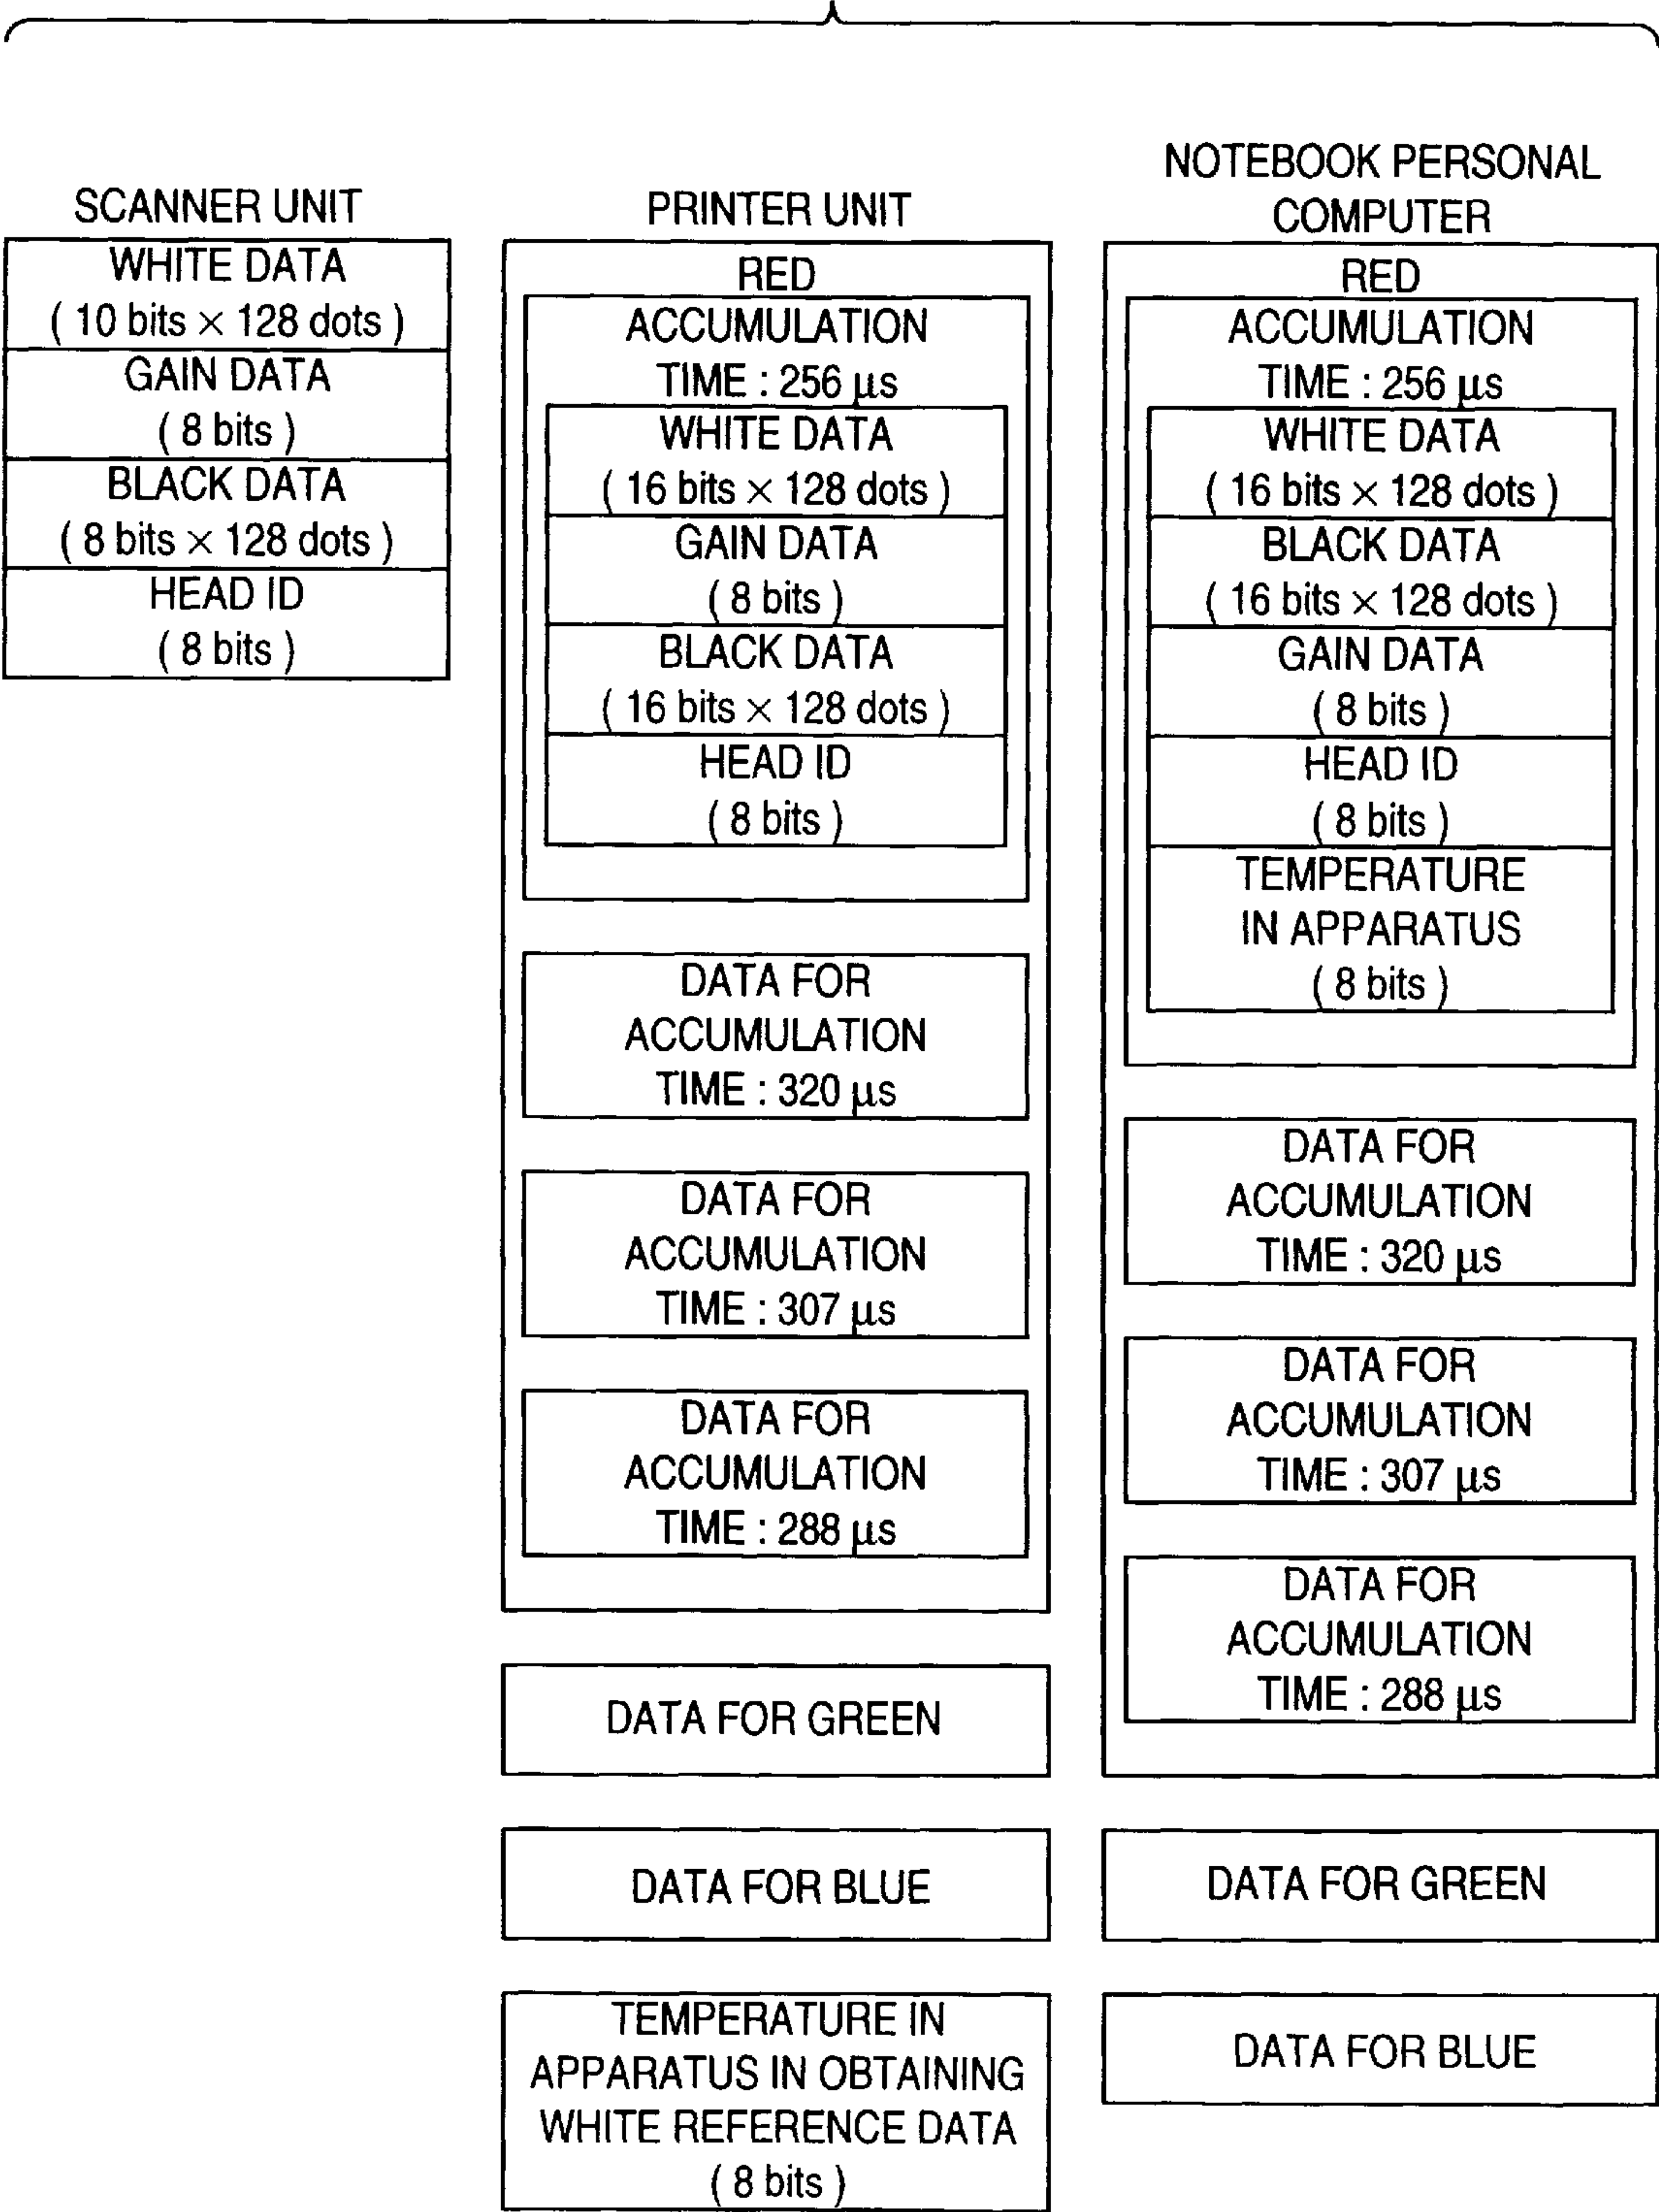 SCANNER UNIT
WHITE DATA
( 10 bits × 128 dots )
GAIN DATA
( 8 bits )
BLACK DATA
( 8 bits × 128 dots )
HEAD ID
( 8 bits )
PRINTER UNIT
RED
ACCUMULATION
TIME : 256 μs
WHITE DATA
( 16 bits × 128 dots )
GAIN DATA
( 8 bits )
BLACK DATA
( 16 bits × 128 dots )
HEAD ID
( 8 bits )
DATA FOR
ACCUMULATION
TIME : 320 μs
DATA FOR
ACCUMULATION
TIME : 307 μs
DATA FOR
ACCUMULATION
TIME : 288 μs
DATA FOR GREEN
DATA FOR BLUE
TEMPERATURE IN
APPARATUS IN OBTAINING
WHITE REFERENCE DATA
( 8 bits )
NOTEBOOK PERSONAL
COMPUTER
RED
ACCUMULATION
TIME : 256 μs
WHITE DATA
( 16 bits × 128 dots )
BLACK DATA
( 16 bits × 128 dots )
GAIN DATA
( 8 bits )
HEAD ID
( 8 bits )
TEMPERATURE
IN APPARATUS
( 8 bits )
DATA FOR
ACCUMULATION
TIME : 320 μs
DATA FOR
ACCUMULATION
TIME : 307 μs
DATA FOR
ACCUMULATION
TIME : 288 μs
DATA FOR GREEN
DATA FOR BLUE